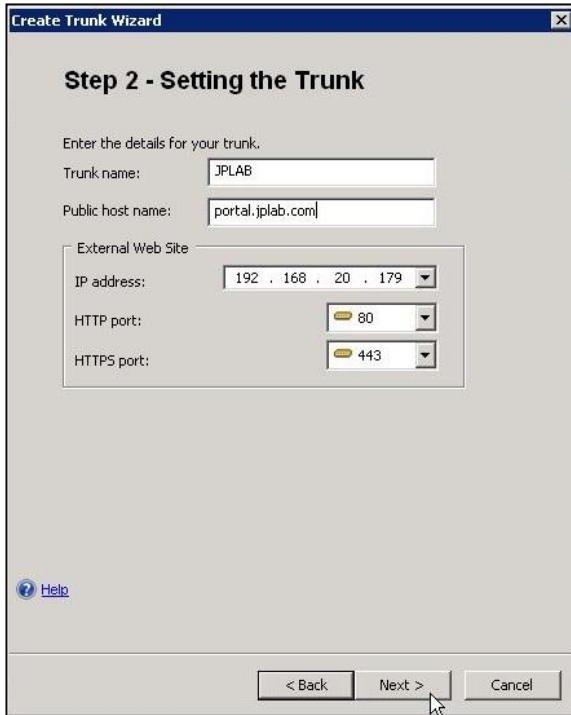 Create Trunk Wizard
Step 2 - Setting the Trunk
Enter the details for your trunk.
Trunk name: JPLAB
Public host name: portal.jplab.com
External Web Site
IP address: 192 . 168 . 20 . 179
HTTP port: 80
HTTPS port: 443
Help
< Back Next > Cancel